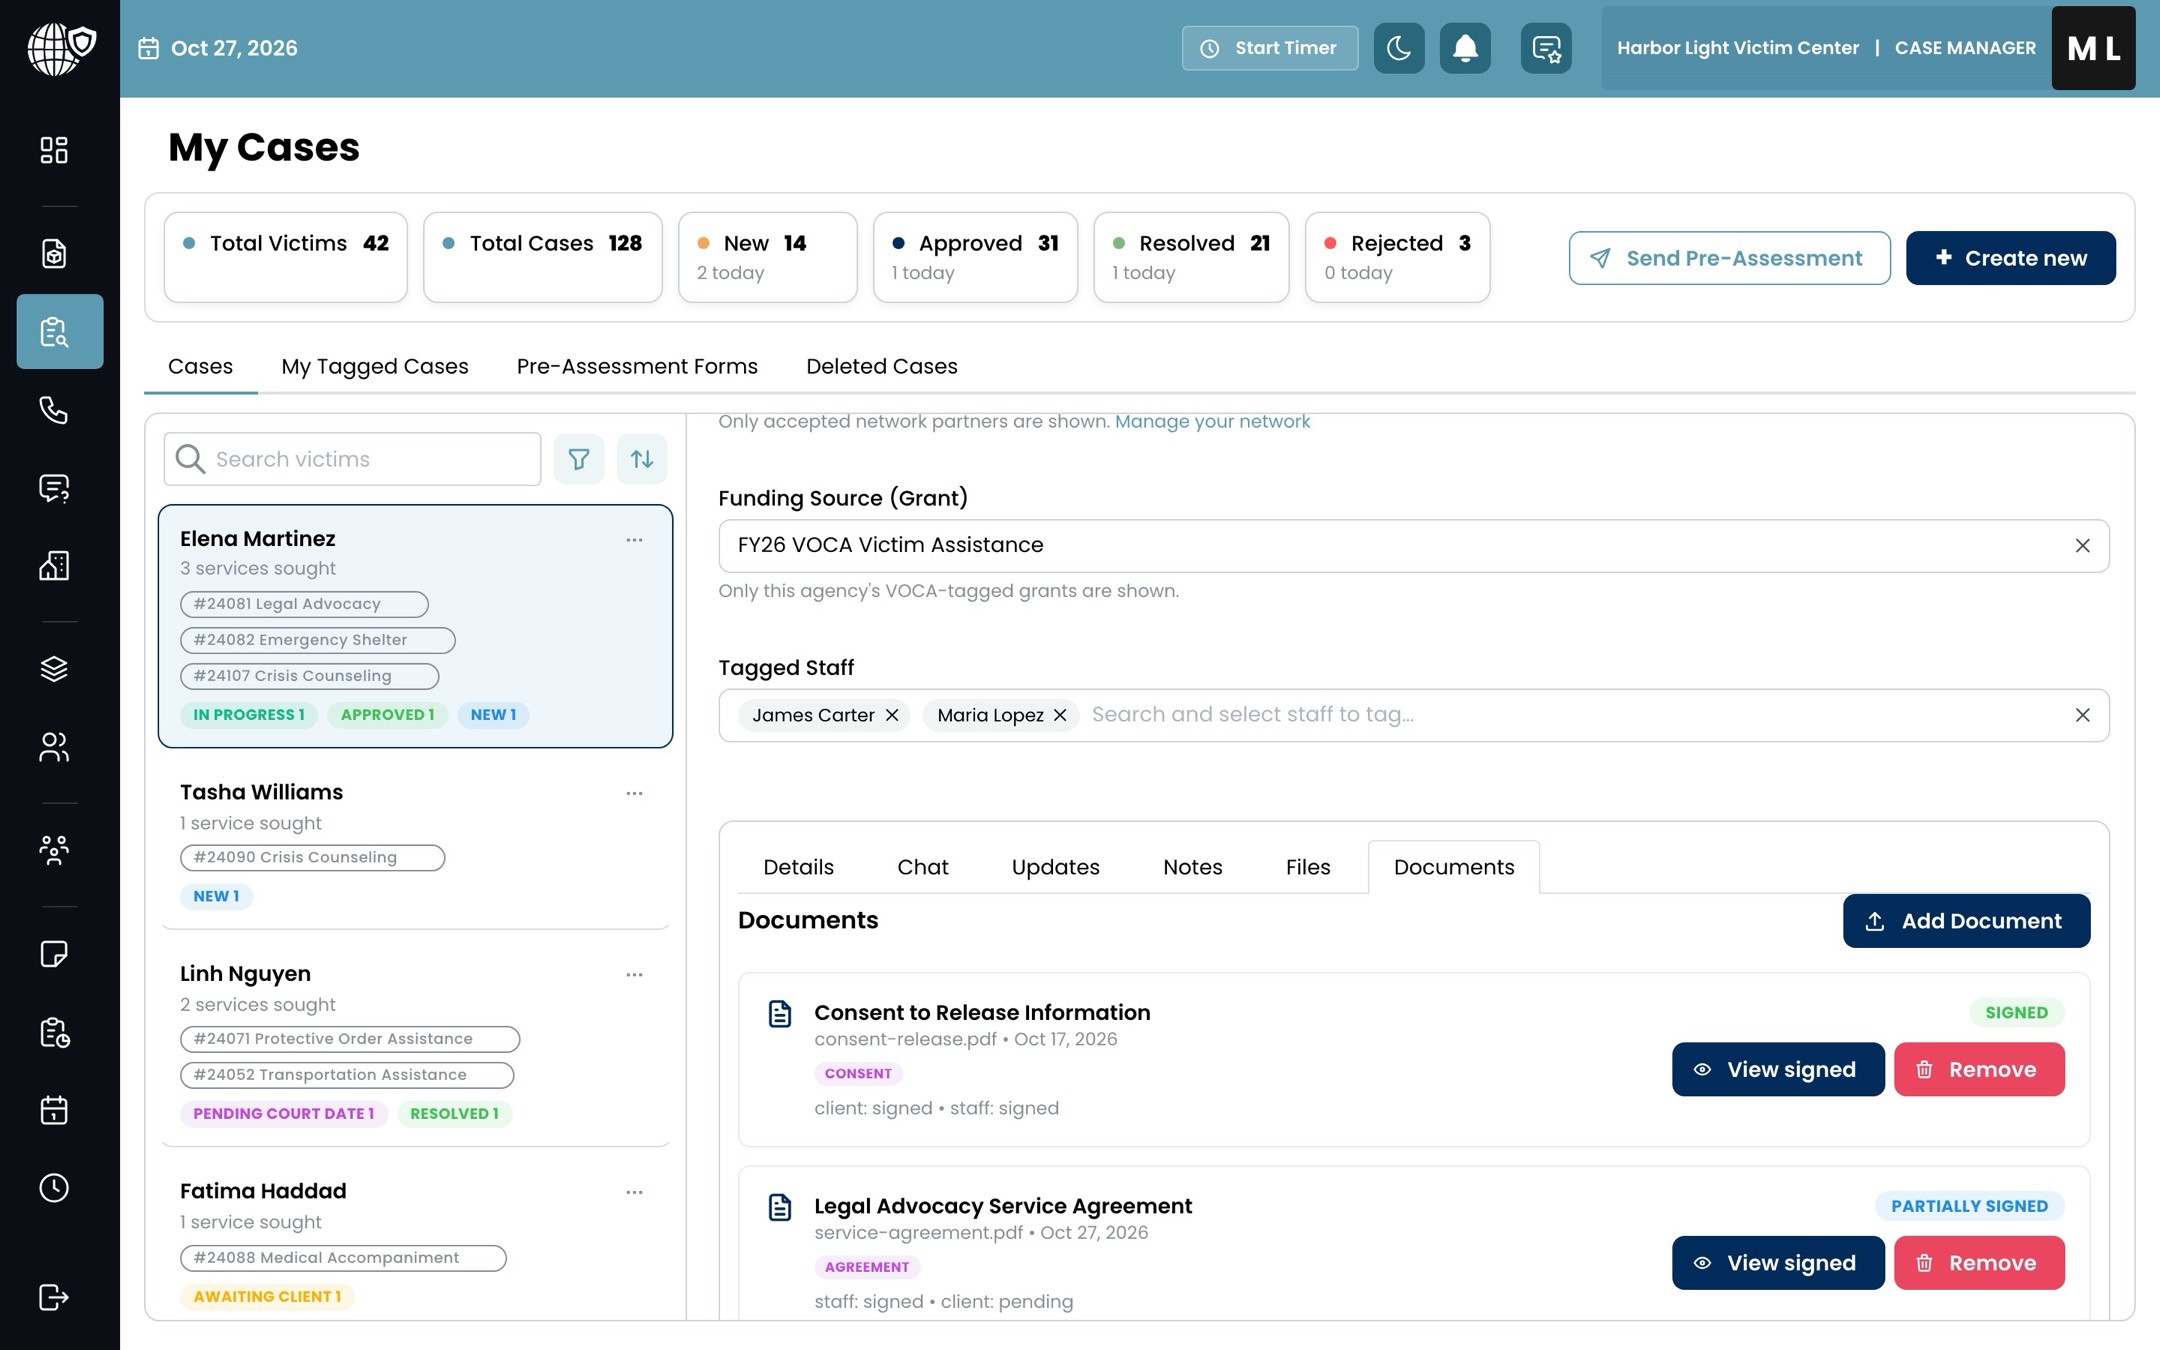 Oct 27, 2026
Start Timer
Harbor Light Victim Center | CASE MANAGER
M L
My Cases
Total Victims 42
Total Cases 128
New 14
2 today
Approved 31
1 today
Resolved 21
1 today
Rejected 3
0 today
Send Pre-Assessment
+ Create new
Cases
My Tagged Cases
Pre-Assessment Forms
Deleted Cases
Search victims
Elena Martinez
3 services sought
#24081 Legal Advocacy
#24082 Emergency Shelter
#24107 Crisis Counseling
IN PROGRESS 1 APPROVED 1 NEW 1
Tasha Williams
1 service sought
#24090 Crisis Counseling
NEW 1
Linh Nguyen
2 services sought
#24071 Protective Order Assistance
#24052 Transportation Assistance
PENDING COURT DATE 1 RESOLVED 1
Fatima Haddad
1 service sought
#24088 Medical Accompaniment
AWAITING CLIENT 1
Only accepted network partners are shown. Manage your network
Funding Source (Grant)
FY26 VOCA Victim Assistance
Only this agency's VOCA-tagged grants are shown.
Tagged Staff
James Carter Maria Lopez Search and select staff to tag...
Details
Chat
Updates
Notes
Files
Documents
Documents
Add Document
Consent to Release Information
SIGNED
consent-release.pdf • Oct 17, 2026
CONSENT
View signed
Remove
client: signed • staff: signed
Legal Advocacy Service Agreement
PARTIALLY SIGNED
service-agreement.pdf • Oct 27, 2026
AGREEMENT
View signed
Remove
staff: signed • client: pending